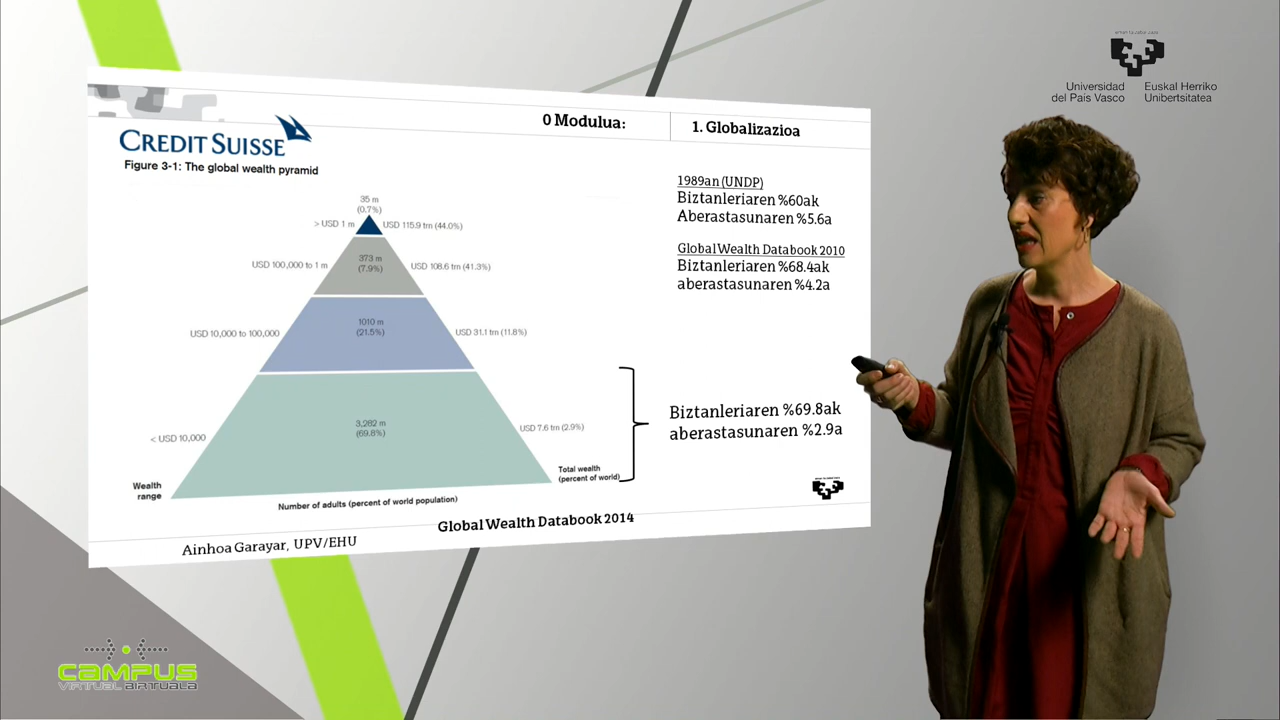 Universidad
del País Vasco
Euskal Herriko
Unibertsitatea
0 Modulua:
1. Globalizazioa
CREDIT SUISSE
Figure 3-1: The global wealth pyramid
35 m
(0.7%)
> USD 1 m
USD 115.9 trn (44.0%)
USD 100,000 to 1 m
373 m
(7.9%)
USD 108.6 trn (41.3%)
USD 10,000 to 100,000
1010 m
(21.5%)
USD 31.1 trn (11.8%)
< USD 10,000
3,282 m
(69.8%)
USD 7.6 trn (2.9%)
Wealth
range
Total wealth
(percent of world)
Number of adults (percent of world population)
1989an (UNDP)
Biztanleriaren %60ak
Aberastasunaren %5.6a
Global Wealth Databook 2010
Biztanleriaren %68.4ak
aberastasunaren %4.2a
Biztanleriaren %69.8ak
aberastasunaren %2.9a
Global Wealth Databook 2014
Ainhoa Garayar, UPV/EHU
CAMPUS
VIRTUAL BIRTUALA